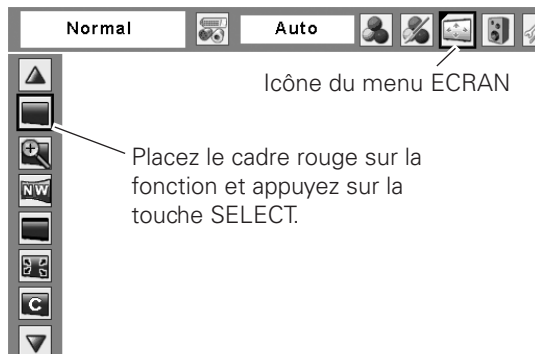 Normal
Auto
Icône du menu ECRAN
Placez le cadre rouge sur la
fonction et appuyez sur la
touche SELECT.
NW
C